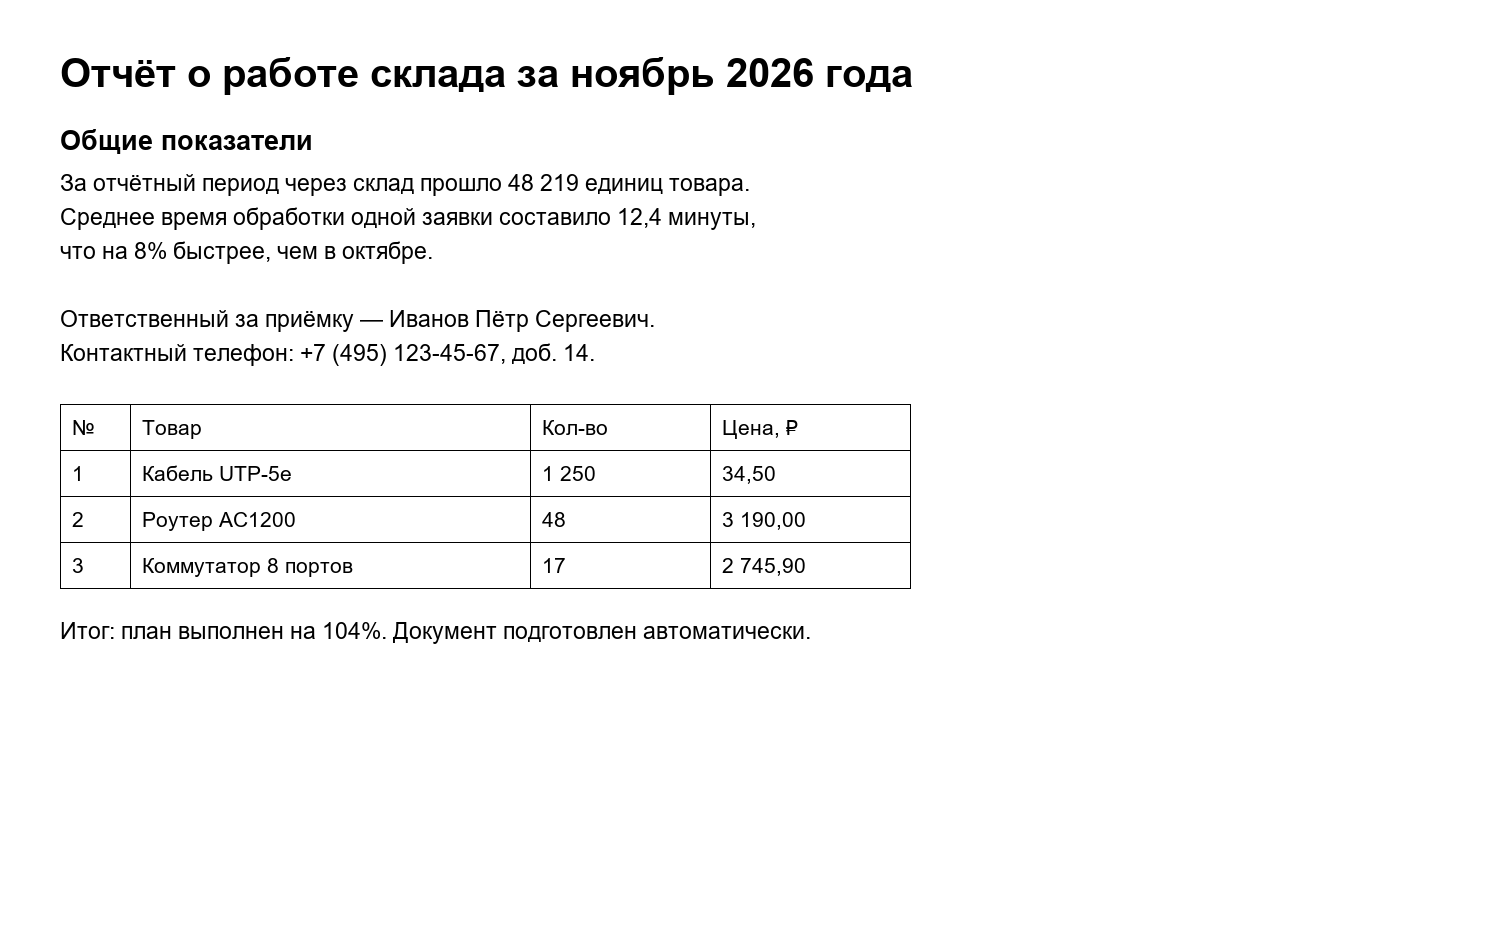 Отчёт о работе склада за ноябрь 2026 года
Общие показатели
За отчётный период через склад прошло 48 219 единиц товара.
Среднее время обработки одной заявки составило 12,4 минуты,
что на 8% быстрее, чем в октябре.
Ответственный за приёмку — Иванов Пётр Сергеевич.
Контактный телефон: +7 (495) 123-45-67, доб. 14.
№ Товар Кол-во Цена, ₽
1 Кабель UTP-5e 1 250 34,50
2 Роутер AC1200 48 3 190,00
3 Коммутатор 8 портов 17 2 745,90
Итог: план выполнен на 104%. Документ подготовлен автоматически.